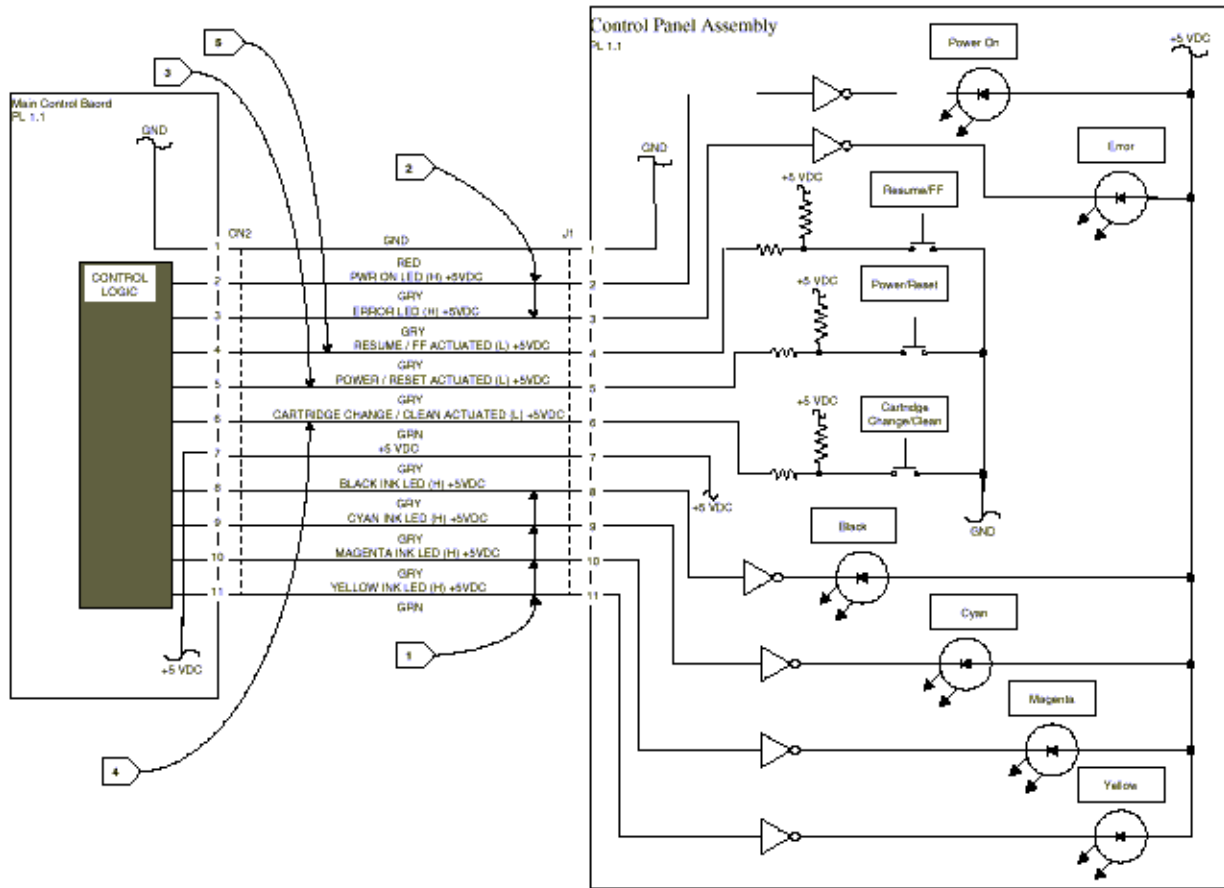 5
3
Main Control Baord
PL 1.1
GND
2
Control Panel Assembly
PL 1.1
Power On
+5 VDC
GND
Error
+5 VDC
Resume/FF
CN2
J1
1
GND
1
RED
CONTROL
LOGIC
2
PWR ON LED (H) +5VDC
2
GRY
3
ERROR LED (H) +5VDC
3
GRY
4
RESUME / FF ACTUATED (L) +5VDC
4
GRY
5
POWER / RESET ACTUATED (L) +5VDC
5
GRY
6
CARTRIDGE CHANGE / CLEAN ACTUATED (L) +5VDC
6
GRN
7
+5 VDC
7
GRY
8
BLACK INK LED (H) +5VDC
8
GRY
9
CYAN INK LED (H) +5VDC
9
GRY
10
MAGENTA INK LED (H) +5VDC
10
GRY
11
YELLOW INK LED (H) +5VDC
11
GRN
+5 VDC
1
4
+5 VDC
Power/Reset
+5 VDC
Cartridge
Change/Clean
+5 VDC
GND
Black
Cyan
Magenta
Yellow